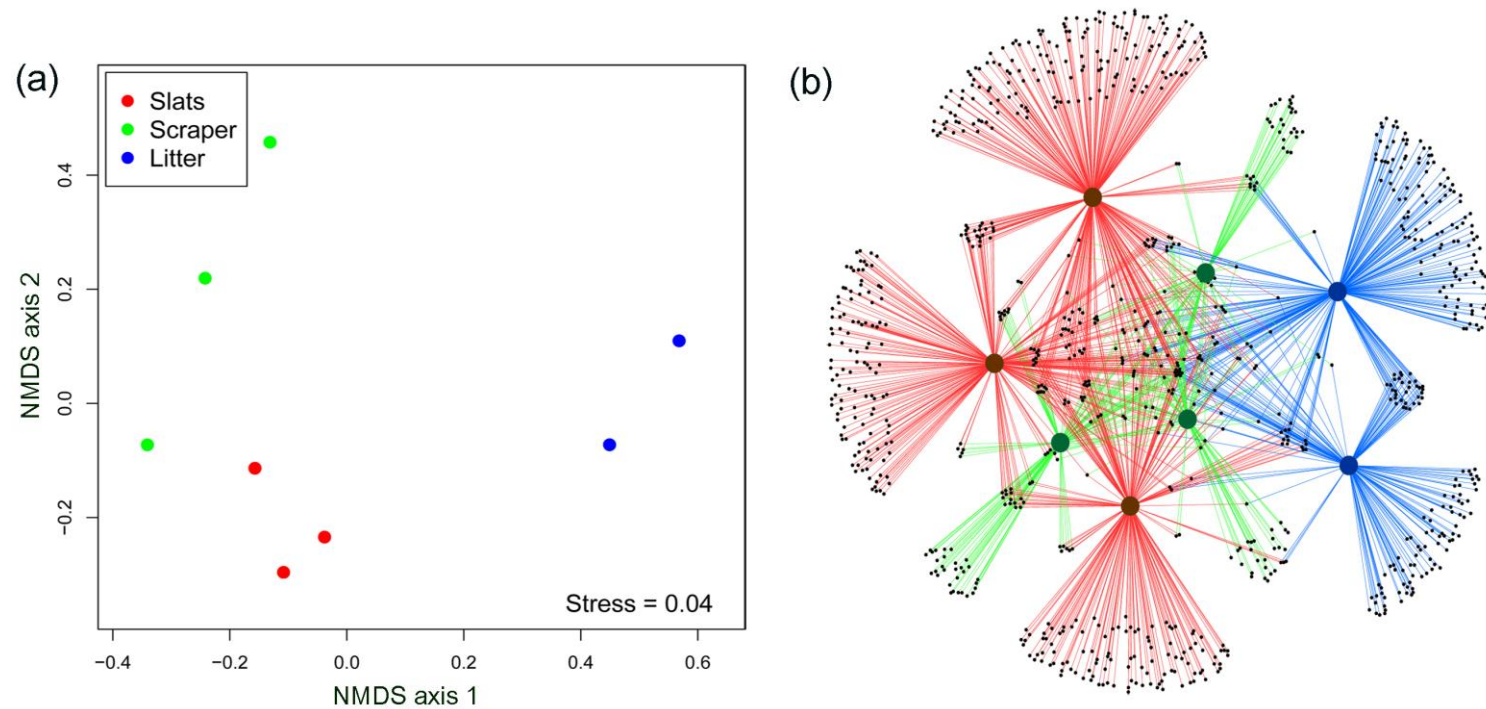 (a)
Slats
Scraper
Litter
NMDS axis 2
0.4
0.2
0.0
−0.2
Stress = 0.04
−0.4
−0.2
0.0
0.2
0.4
0.6
NMDS axis 1
(b)